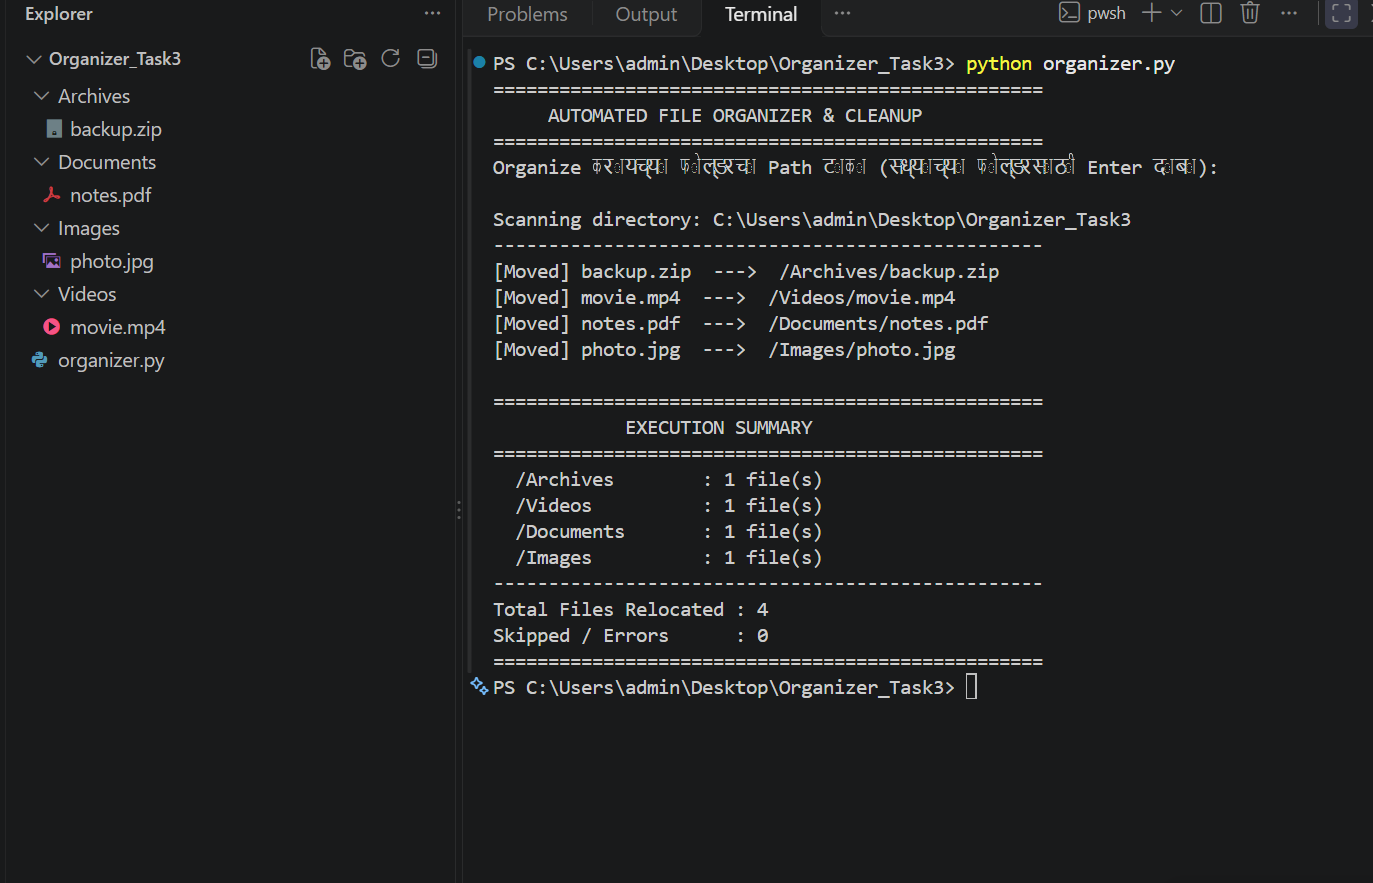 Explorer
Organizer_Task3
Archives
backup.zip
Documents
notes.pdf
Images
photo.jpg
Videos
movie.mp4
organizer.py
Problems Output Terminal
pwsh
PS C:\Users\admin\Desktop\Organizer_Task3> python organizer.py
==================================================
AUTOMATED FILE ORGANIZER & CLEANUP
==================================================
Organize करायच्या फोल्डरचा Path टाका (सध्याच्या फोल्डरसाठी Enter दाबा):
Scanning directory: C:\Users\admin\Desktop\Organizer_Task3
--------------------------------------------------
[Moved] backup.zip ---> /Archives/backup.zip
[Moved] movie.mp4 ---> /Videos/movie.mp4
[Moved] notes.pdf ---> /Documents/notes.pdf
[Moved] photo.jpg ---> /Images/photo.jpg
==================================================
EXECUTION SUMMARY
==================================================
/Archives : 1 file(s)
/Videos : 1 file(s)
/Documents : 1 file(s)
/Images : 1 file(s)
--------------------------------------------------
Total Files Relocated : 4
Skipped / Errors : 0
==================================================
PS C:\Users\admin\Desktop\Organizer_Task3>